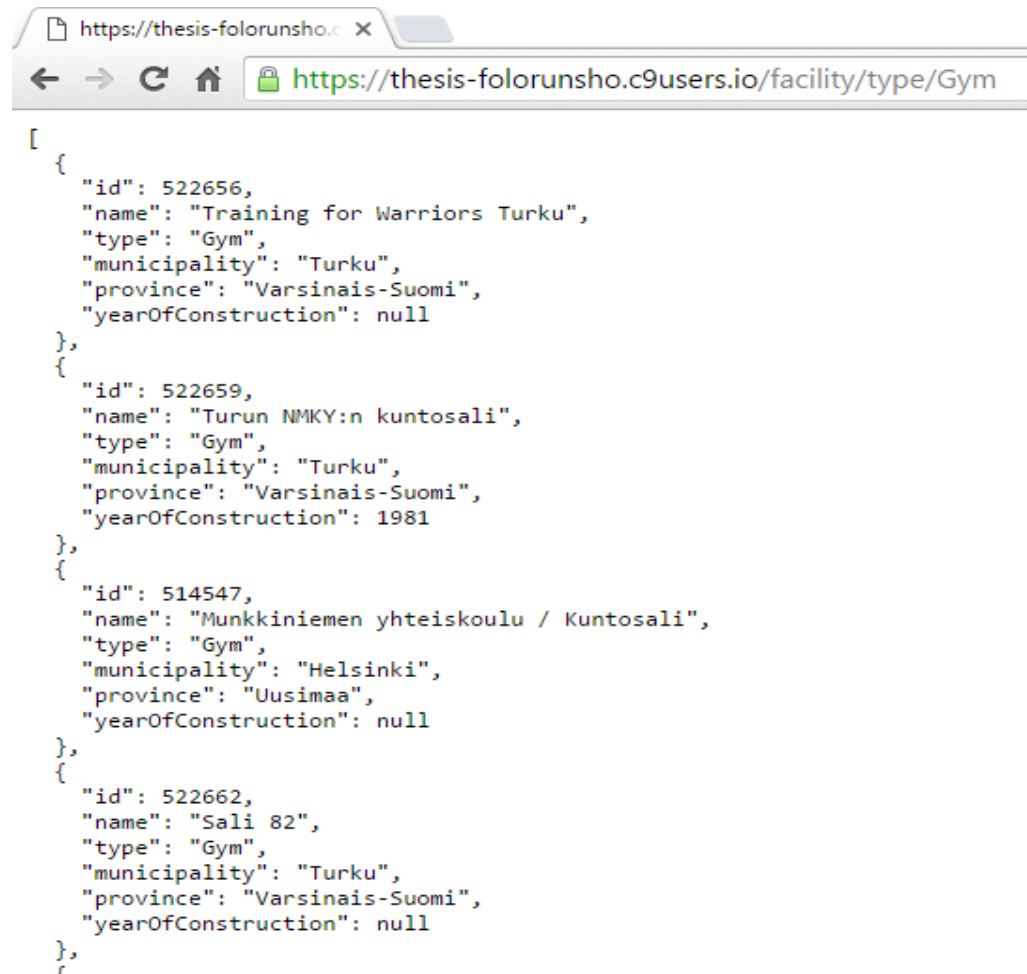 https://thesis-folorunsho.c
https://thesis-folorunsho.c9users.io/facility/type/Gym
[
  {
    "id": 522656,
    "name": "Training for Warriors Turku",
    "type": "Gym",
    "municipality": "Turku",
    "province": "Varsinais-Suomi",
    "yearOfConstruction": null
  },
  {
    "id": 522659,
    "name": "Turun NMKY:n kuntosali",
    "type": "Gym",
    "municipality": "Turku",
    "province": "Varsinais-Suomi",
    "yearOfConstruction": 1981
  },
  {
    "id": 514547,
    "name": "Munkkiniemen yhteiskoulu / Kuntosali",
    "type": "Gym",
    "municipality": "Helsinki",
    "province": "Uusimaa",
    "yearOfConstruction": null
  },
  {
    "id": 522662,
    "name": "Sali 82",
    "type": "Gym",
    "municipality": "Turku",
    "province": "Varsinais-Suomi",
    "yearOfConstruction": null
  },
  {